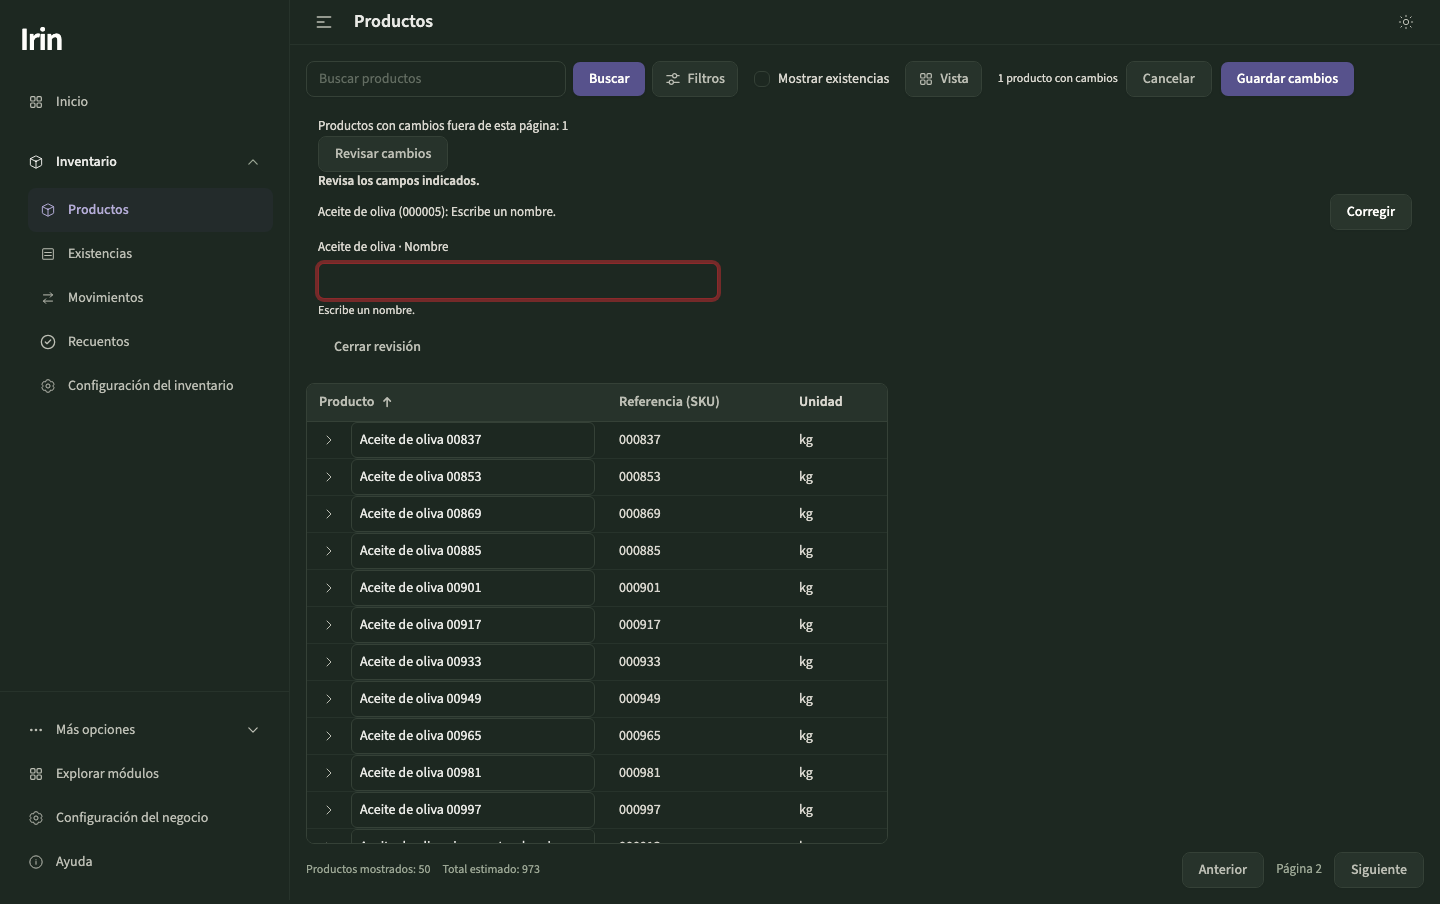 Irin
Inicio
Inventario
Productos
Existencias
Movimientos
Recuentos
Configuración del inventario
Más opciones
Explorar módulos
Configuración del negocio
Ayuda
Productos
Buscar productos
Buscar
Filtros
Mostrar existencias
Vista
1 producto con cambios
Cancelar
Guardar cambios
Productos con cambios fuera de esta página: 1
Revisar cambios
Revisa los campos indicados.
Aceite de oliva (000005): Escribe un nombre.
Corregir
Aceite de oliva · Nombre
Escribe un nombre.
Cerrar revisión
Producto Referencia (SKU) Unidad
Aceite de oliva 00837 000837 kg
Aceite de oliva 00853 000853 kg
Aceite de oliva 00869 000869 kg
Aceite de oliva 00885 000885 kg
Aceite de oliva 00901 000901 kg
Aceite de oliva 00917 000917 kg
Aceite de oliva 00933 000933 kg
Aceite de oliva 00949 000949 kg
Aceite de oliva 00965 000965 kg
Aceite de oliva 00981 000981 kg
Aceite de oliva 00997 000997 kg
Productos mostrados: 50 Total estimado: 973
Anterior
Página 2
Siguiente